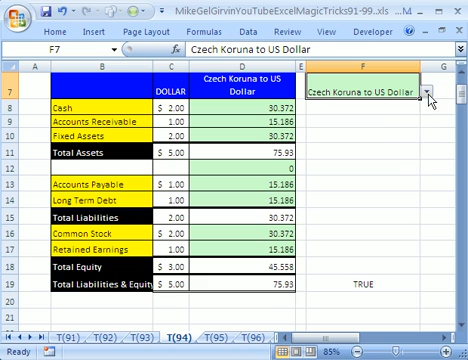 MikeGelGirvinYouTubeExcelMagicTricks91-99.xls
Home Insert Page Layout Formulas Data Review View
F7 fx Czech Koruna to US Dollar
A B C D E F G
7 DOLLAR Czech Koruna to US Czech Koruna to US Dollar
Dollar
8 Cash $ 2.00 30.372
9 Accounts Receivable 1.00 15.186
10 Fixed Assets 2.00 30.372
11 Total Assets $ 5.00 75.93
12 0
13 Accounts Payable $ 1.00 15.186
14 Long Term Debt 1.00 15.186
15 Total Liabilities 2.00 30.372
16 Common Stock 2.00 30.372
17 Retained Earnings 1.00 15.186
18 Total Equity $ 3.00 45.558
19 Total Liabilities & Equity $ 5.00 75.93 TRUE
20
21
T(91) T(92) T(93) T(94) T(95) T(96)
Ready 85%